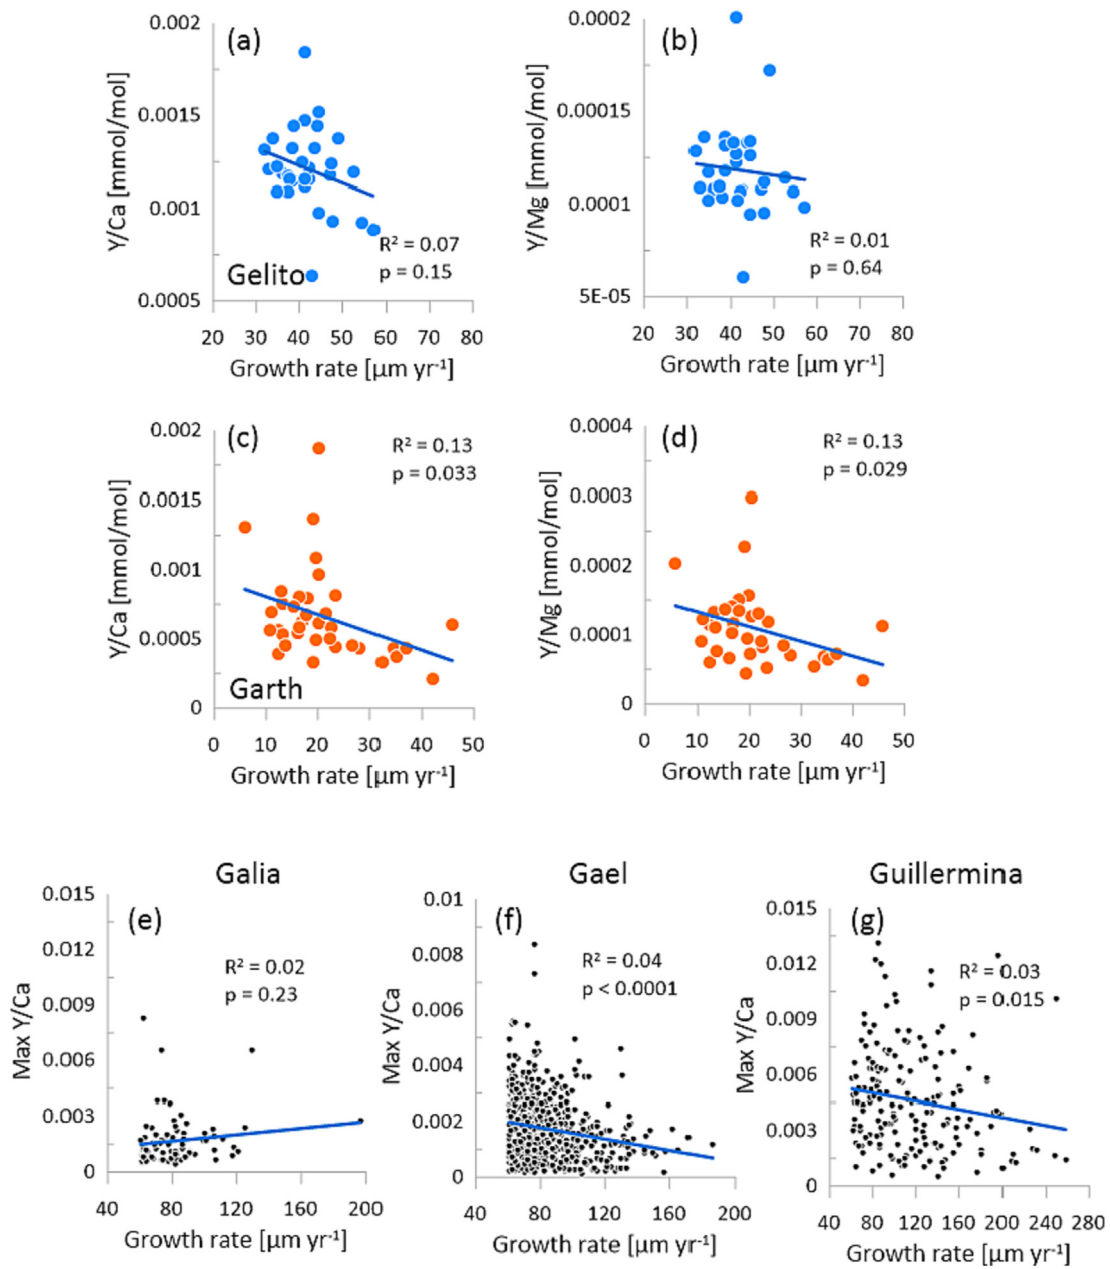 (a)
0.002
0.0015
0.001
0.0005
Y/Ca [mmol/mol]
R² = 0.07
p = 0.15
Gelito
20 30 40 50 60 70 80
Growth rate [µm yr⁻¹]
(b)
0.0002
0.00015
0.0001
5E-05
Y/Mg [mmol/mol]
R² = 0.01
p = 0.64
20 30 40 50 60 70 80
Growth rate [µm yr⁻¹]
(c)
0.002
0.0015
0.001
0.0005
0
Y/Ca [mmol/mol]
R² = 0.13
p = 0.033
Garth
0 10 20 30 40 50
Growth rate [µm yr⁻¹]
(d)
0.0004
0.0003
0.0002
0.0001
0
Y/Mg [mmol/mol]
R² = 0.13
p = 0.029
0 10 20 30 40 50
Growth rate [µm yr⁻¹]
Galia
(e)
0.015
0.012
0.009
0.006
0.003
0
Max Y/Ca
R² = 0.02
p = 0.23
40 80 120 160 200
Growth rate [µm yr⁻¹]
Gael
(f)
0.01
0.008
0.006
0.004
0.002
0
Max Y/Ca
R² = 0.04
p < 0.0001
40 80 120 160 200
Growth rate [µm yr⁻¹]
Guillermina
(g)
0.015
0.012
0.009
0.006
0.003
0
Max Y/Ca
R² = 0.03
p = 0.015
40 80 120 160 200 240 280
Growth rate [µm yr⁻¹]